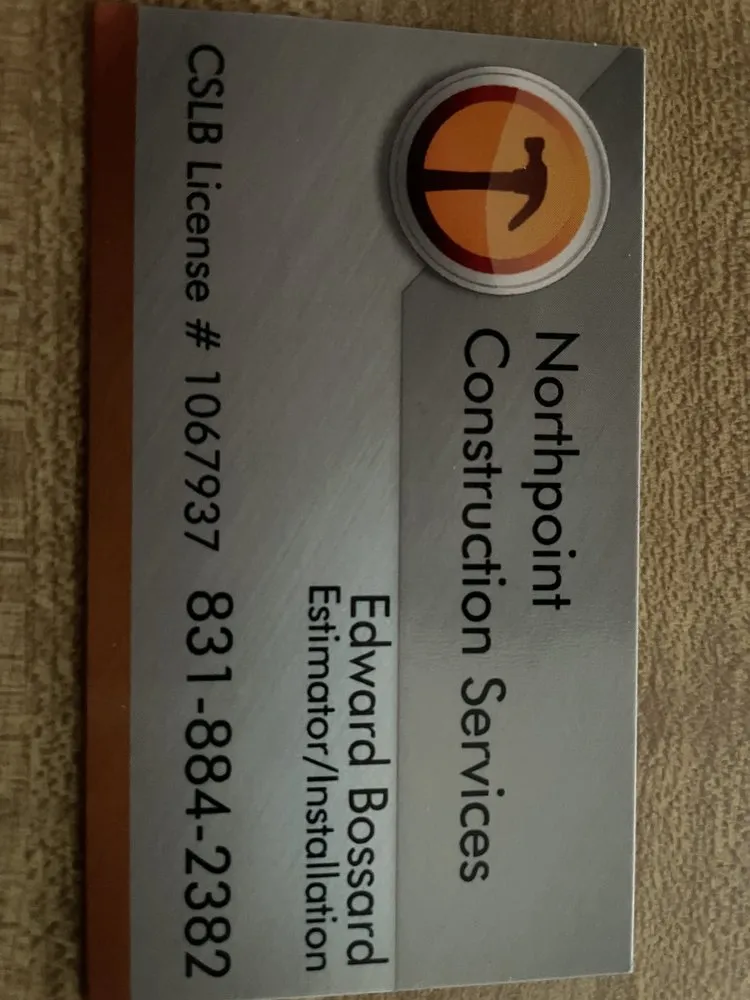 Northpoint
Construction Services
Edward Bossard
Estimator/Installation
CSLB License # 1067937 831-884-2382